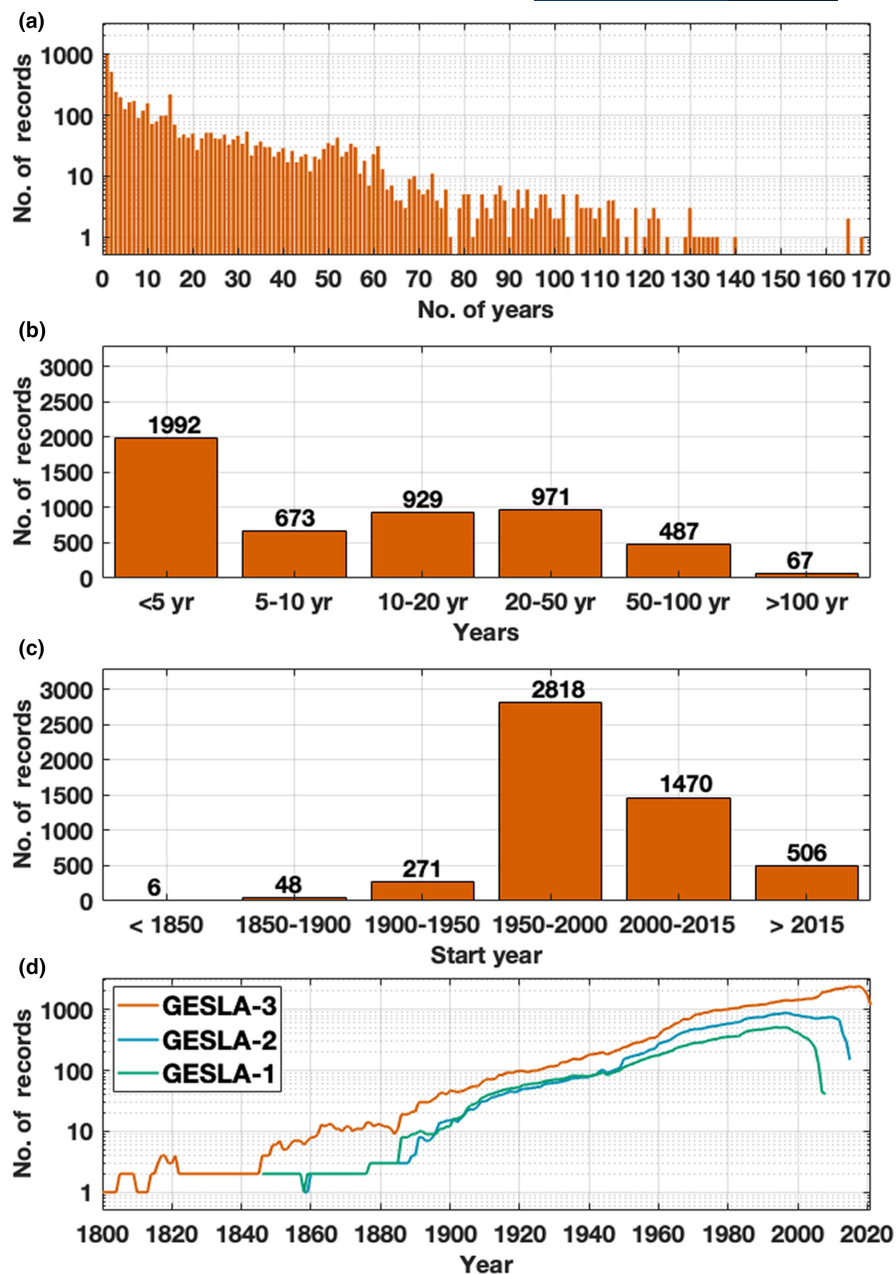 (a)
1000
100
10
1
No. of records
0 10 20 30 40 50 60 70 80 90 100 110 120 130 140 150 160 170
No. of years
(b)
3000
2500
2000
1500
1000
500
0
No. of records
1992
673
929
971
487
67
<5 yr 5-10 yr 10-20 yr 20-50 yr 50-100 yr >100 yr
Years
(c)
3000
2500
2000
1500
1000
500
0
No. of records
6
48
271
2818
1470
506
< 1850 1850-1900 1900-1950 1950-2000 2000-2015 > 2015
Start year
(d)
1000
100
10
1
No. of records
GESLA-3
GESLA-2
GESLA-1
1800 1820 1840 1860 1880 1900 1920 1940 1960 1980 2000 2020
Year